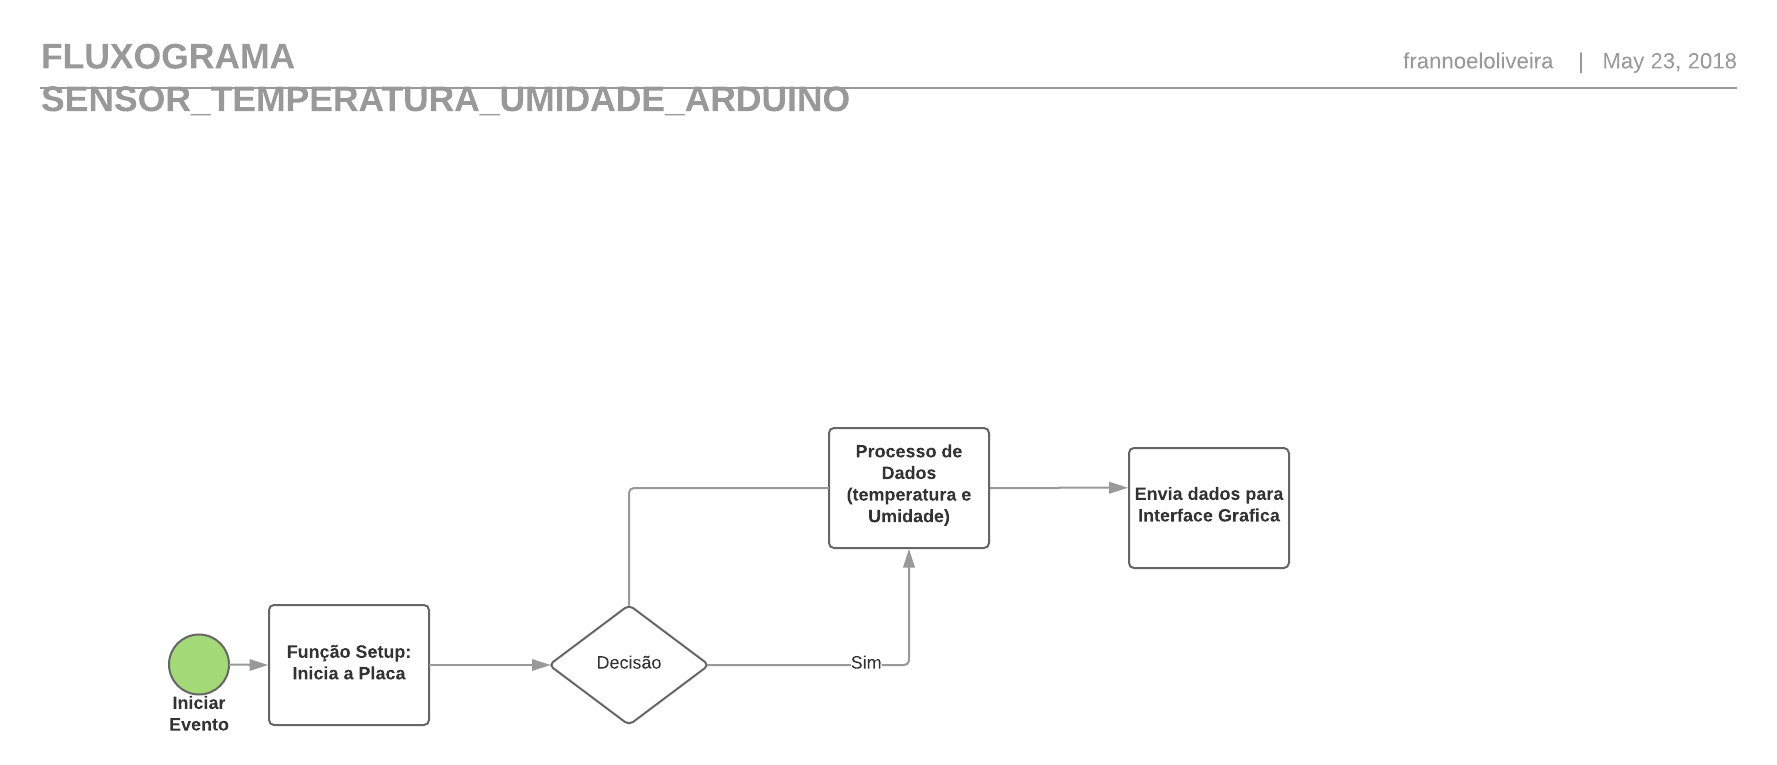 FLUXOGRAMA
SENSOR_TEMPERATURA_UMIDADE_ARDUINO
frannoeloliveira | May 23, 2018
Processo de
Dados
(temperatura e
Umidade)
Envia dados para
Interface Grafica
Função Setup:
Inicia a Placa
Decisão
Sim
Iniciar
Evento